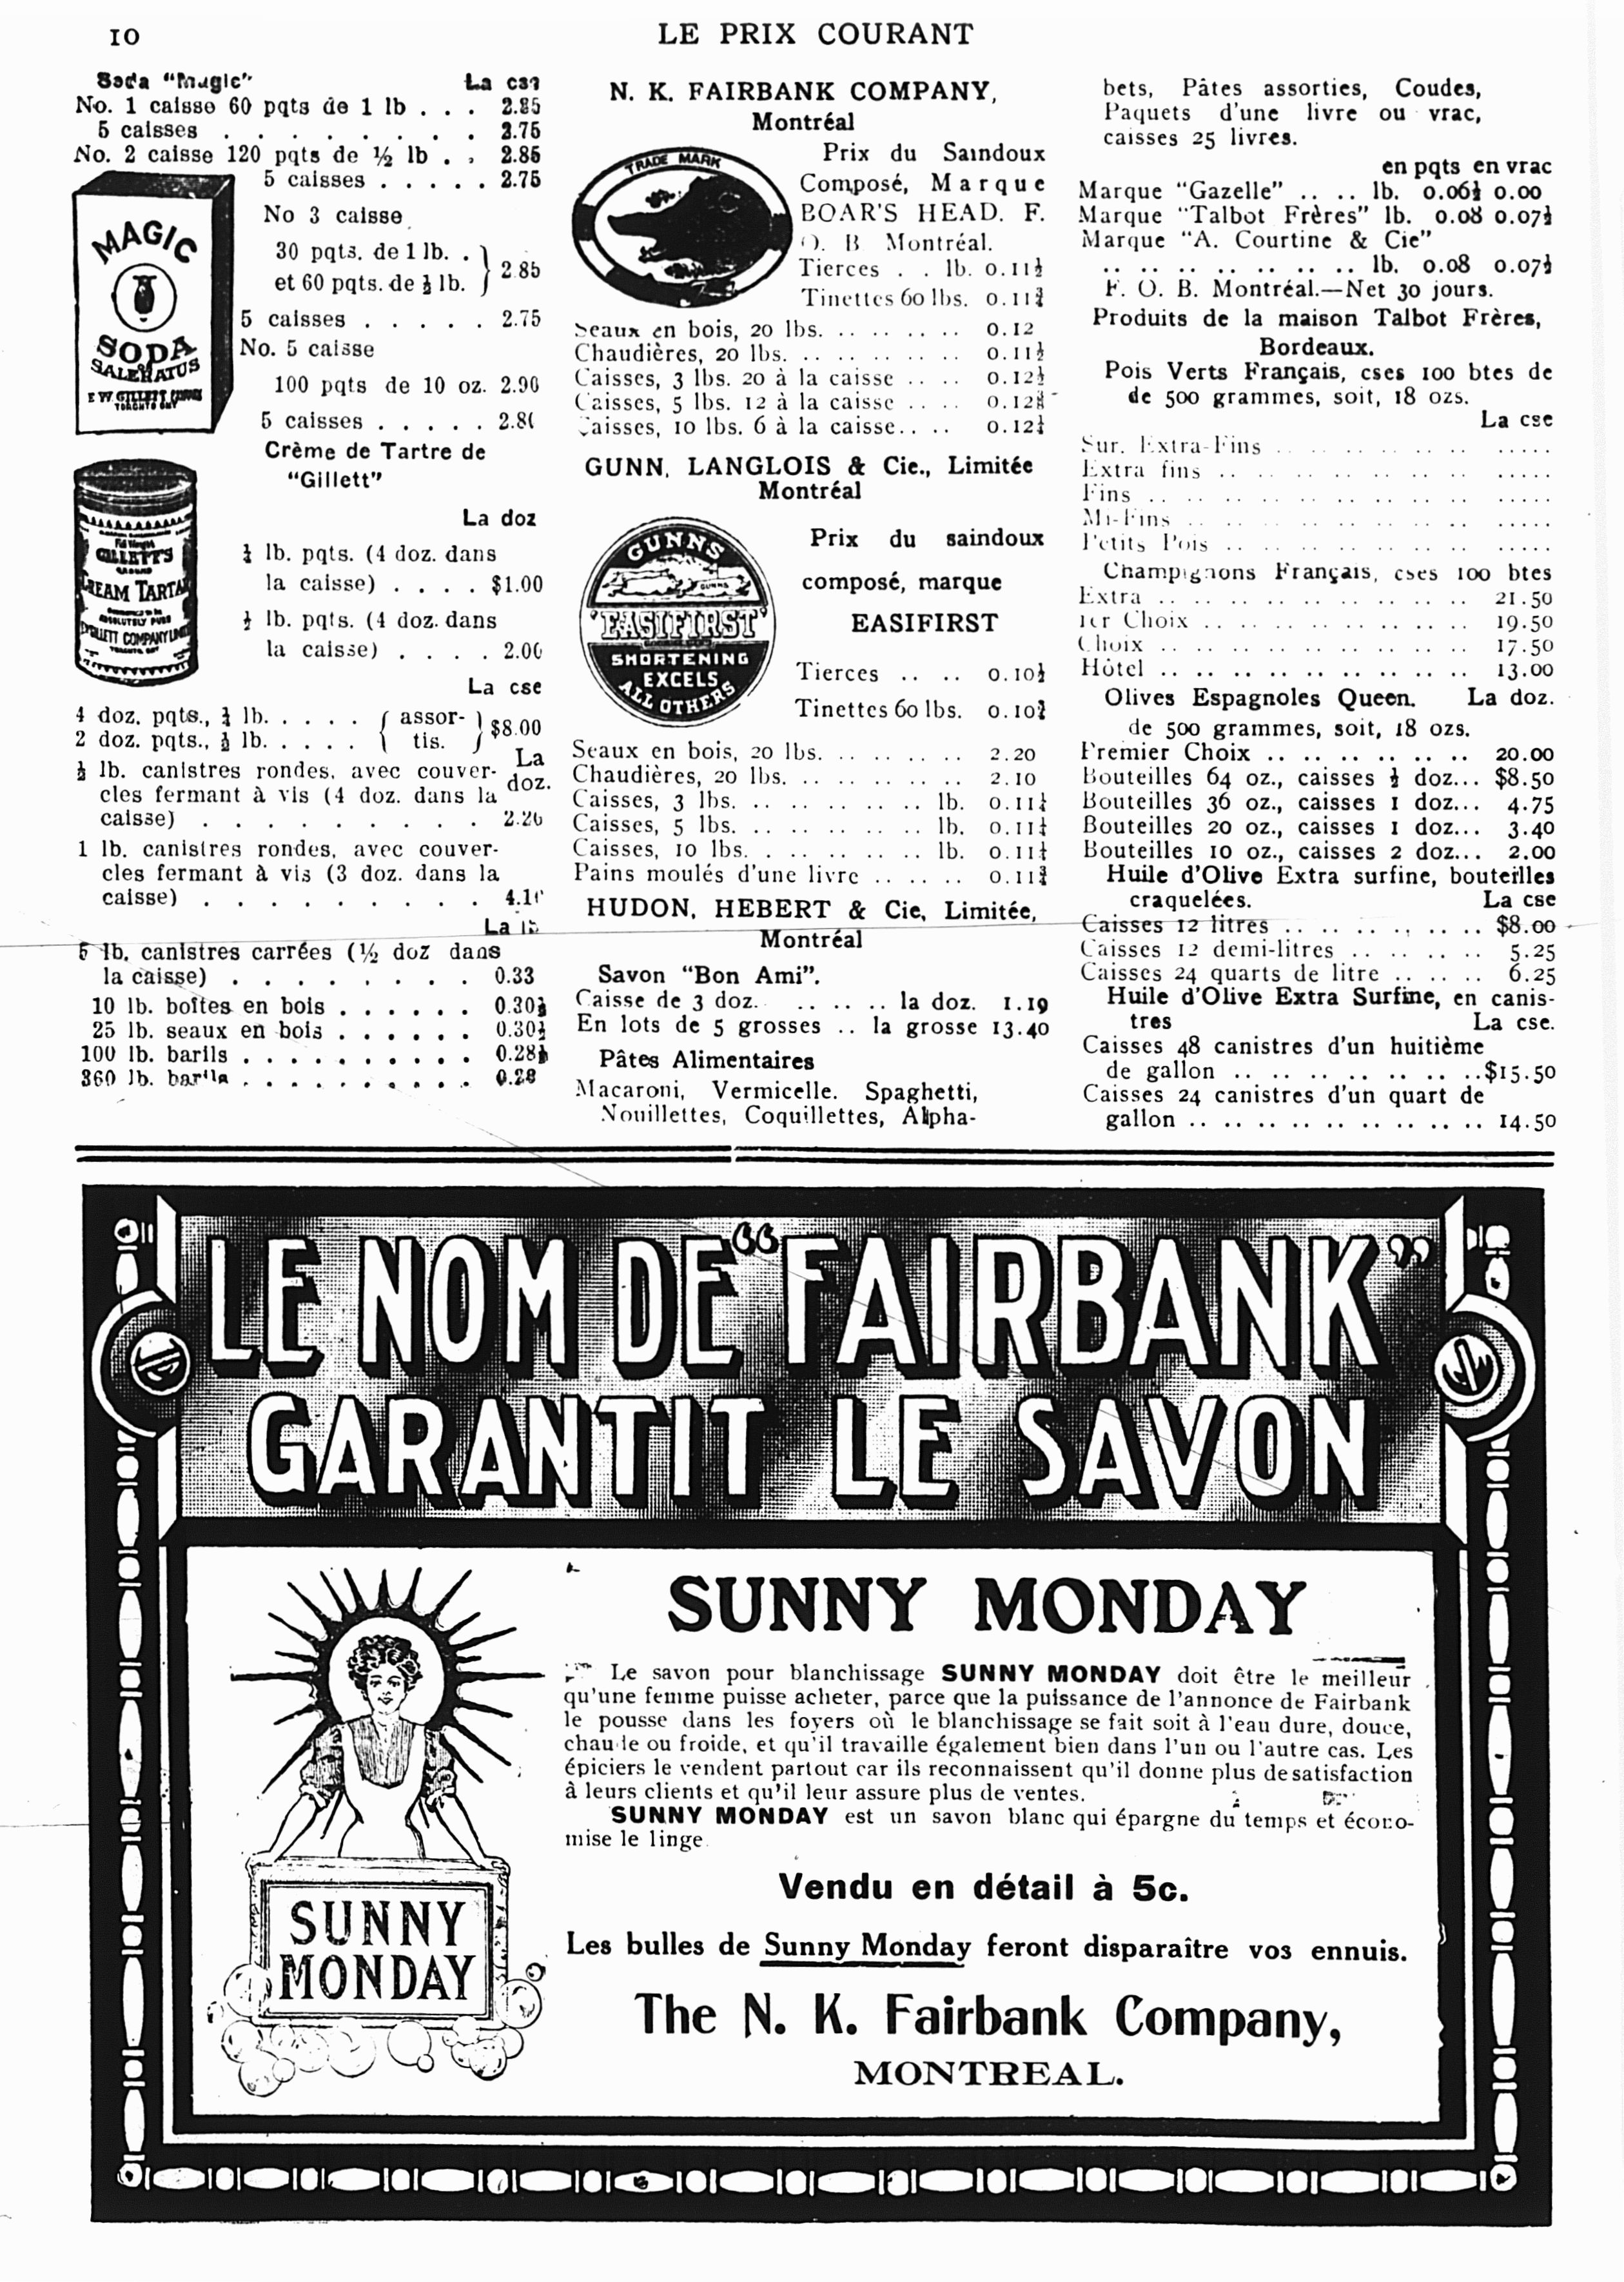 10
LE PRIX COURANT
Soda "Magic" La cse
No. 1 caisse 60 pqts de 1 lb . . . 2.85
5 caisses . . . . . . . . 2.75
No. 2 caisse 120 pqts de ½ lb . . 2.85
5 caisses . . . . . 2.75
No 3 caisse
30 pqts. de 1 lb. .
et 60 pqts. de ½ lb. } 2.85
5 caisses . . . . . 2.75
No. 5 caisse
100 pqts de 10 oz. 2.90
5 caisses . . . . . 2.80
MAGIC
SODA
SALERATUS
E W GILLETT
TORONTO ONT
Crème de Tartre de
"Gillett"
La doz
¼ lb. pqts. (4 doz. dans
la caisse) . . . . $1.00
½ lb. pqts. (4 doz. dans
la caisse) . . . . 2.00
GILLETT'S
CREAM TARTAR
ABSOLUTELY PURE
GILLETT COMPANY
La cse
4 doz. pqts., ¼ lb. . . . . { assor- } $8.00
2 doz. pqts., ½ lb. . . . . { tis. }
La
doz.
½ lb. canistres rondes, avec couver-
cles fermant à vis (4 doz. dans la
caisse) . . . . . . . . . 2.20
1 lb. canistres rondes, avec couver-
cles fermant à vis (3 doz. dans la
caisse) . . . . . . . . . 4.10
La lb
5 lb. canistres carrées (½ doz dans
la caisse) . . . . . . . . 0.33
10 lb. boîtes en bois . . . . . . 0.30½
25 lb. seaux en bois . . . . . . 0.30½
100 lb. barils . . . . . . . . . . 0.28½
360 lb. barils . . . . . . . . . . 0.28
N. K. FAIRBANK COMPANY,
Montréal
TRADE MARK
Prix du Saindoux
Composé, Marque
BOAR'S HEAD. F.
O. B Montréal.
Tierces . . lb. 0.11½
Tinettes 60 lbs. 0.11¾
Seaux en bois, 20 lbs. .. .. .. .. 0.12
Chaudières, 20 lbs. .. .. .. .. .. 0.11½
Caisses, 3 lbs. 20 à la caisse .. .. 0.12½
Caisses, 5 lbs. 12 à la caisse .. .. 0.12⅜
Caisses, 10 lbs. 6 à la caisse.. .. 0.12¼
GUNN, LANGLOIS & Cie., Limitée
Montréal
GUNNS
GUNNS
"EASIFIRST"
SHORTENING
EXCELS
ALL OTHERS
Prix du saindoux
composé, marque
EASIFIRST
Tierces .. .. 0.10½
Tinettes 60 lbs. 0.10¾
Seaux en bois, 20 lbs. .. .. .. .. 2.20
Chaudières, 20 lbs. .. .. .. .. .. 2.10
Caisses, 3 lbs. .. .. .. .. .. lb. 0.11¼
Caisses, 5 lbs. .. .. .. .. .. lb. 0.11¼
Caisses, 10 lbs. . .. .. .. .. lb. 0.11¼
Pains moulés d'une livre .. .. .. 0.11¾
HUDON, HEBERT & Cie, Limitée,
Montréal
Savon "Bon Ami".
Caisse de 3 doz. .. .. .. la doz. 1.19
En lots de 5 grosses .. la grosse 13.40
Pâtes Alimentaires
Macaroni, Vermicelle. Spaghetti,
Nouillettes, Coquillettes, Alpha-
bets, Pâtes assorties, Coudes,
Paquets d'une livre ou vrac,
caisses 25 livres.
en pqts en vrac
Marque "Gazelle" .. .. lb. 0.06½ 0.00
Marque "Talbot Frères" lb. 0.08 0.07½
Marque "A. Courtine & Cie"
.. .. .. .. .. .. .. lb. 0.08 0.07½
F. O. B. Montréal.—Net 30 jours.
Produits de la maison Talbot Frères,
Bordeaux.
Pois Verts Français, cses 100 btes de
de 500 grammes, soit, 18 ozs.
La cse
Sur. Extra-Fins .. .. .. .. .. .....
Extra fins .. .. .. .. .. .. .....
Fins .. .. .. .. .. .. .. .....
Mi-Fins .. .. .. .. .. .. .....
Petits Pois .. .. .. .. .. .. .....
Champignons Français, cses 100 btes
Extra .. .. .. .. .. .. .. .. 21.50
1er Choix .. .. .. .. .. .. .. 19.50
Choix .. .. .. .. .. .. .. .. 17.50
Hôtel .. .. .. .. .. .. .. .. 13.00
Olives Espagnoles Queen. La doz.
de 500 grammes, soit, 18 ozs.
Premier Choix .. .. .. .. .. .. 20.00
Bouteilles 64 oz., caisses ½ doz... $8.50
Bouteilles 36 oz., caisses 1 doz... 4.75
Bouteilles 20 oz., caisses 1 doz... 3.40
Bouteilles 10 oz., caisses 2 doz... 2.00
Huile d'Olive Extra surfine, bouteilles
craquelées. La cse
Caisses 12 litres .. .. .. .. .. .. $8.00
Caisses 12 demi-litres .. .. .. .. 5.25
Caisses 24 quarts de litre .. .. .. 6.25
Huile d'Olive Extra Surfine, en canis-
tres La cse.
Caisses 48 canistres d'un huitième
de gallon .. .. .. .. .. .. ..$15.50
Caisses 24 canistres d'un quart de
gallon .. .. .. .. .. .. .. .. 14.50
LE NOM DE "FAIRBANK"
GARANTIT LE SAVON
SUNNY MONDAY
Le savon pour blanchissage SUNNY MONDAY doit être le meilleur
qu'une femme puisse acheter, parce que la puissance de l'annonce de Fairbank
le pousse dans les foyers où le blanchissage se fait soit à l'eau dure, douce,
chaude ou froide, et qu'il travaille également bien dans l'un ou l'autre cas. Les
épiciers le vendent partout car ils reconnaissent qu'il donne plus de satisfaction
à leurs clients et qu'il leur assure plus de ventes.
SUNNY MONDAY est un savon blanc qui épargne du temps et écono-
mise le linge.
Vendu en détail à 5c.
Les bulles de Sunny Monday feront disparaître vos ennuis.
The N. K. Fairbank Company,
MONTREAL.
SUNNY
MONDAY